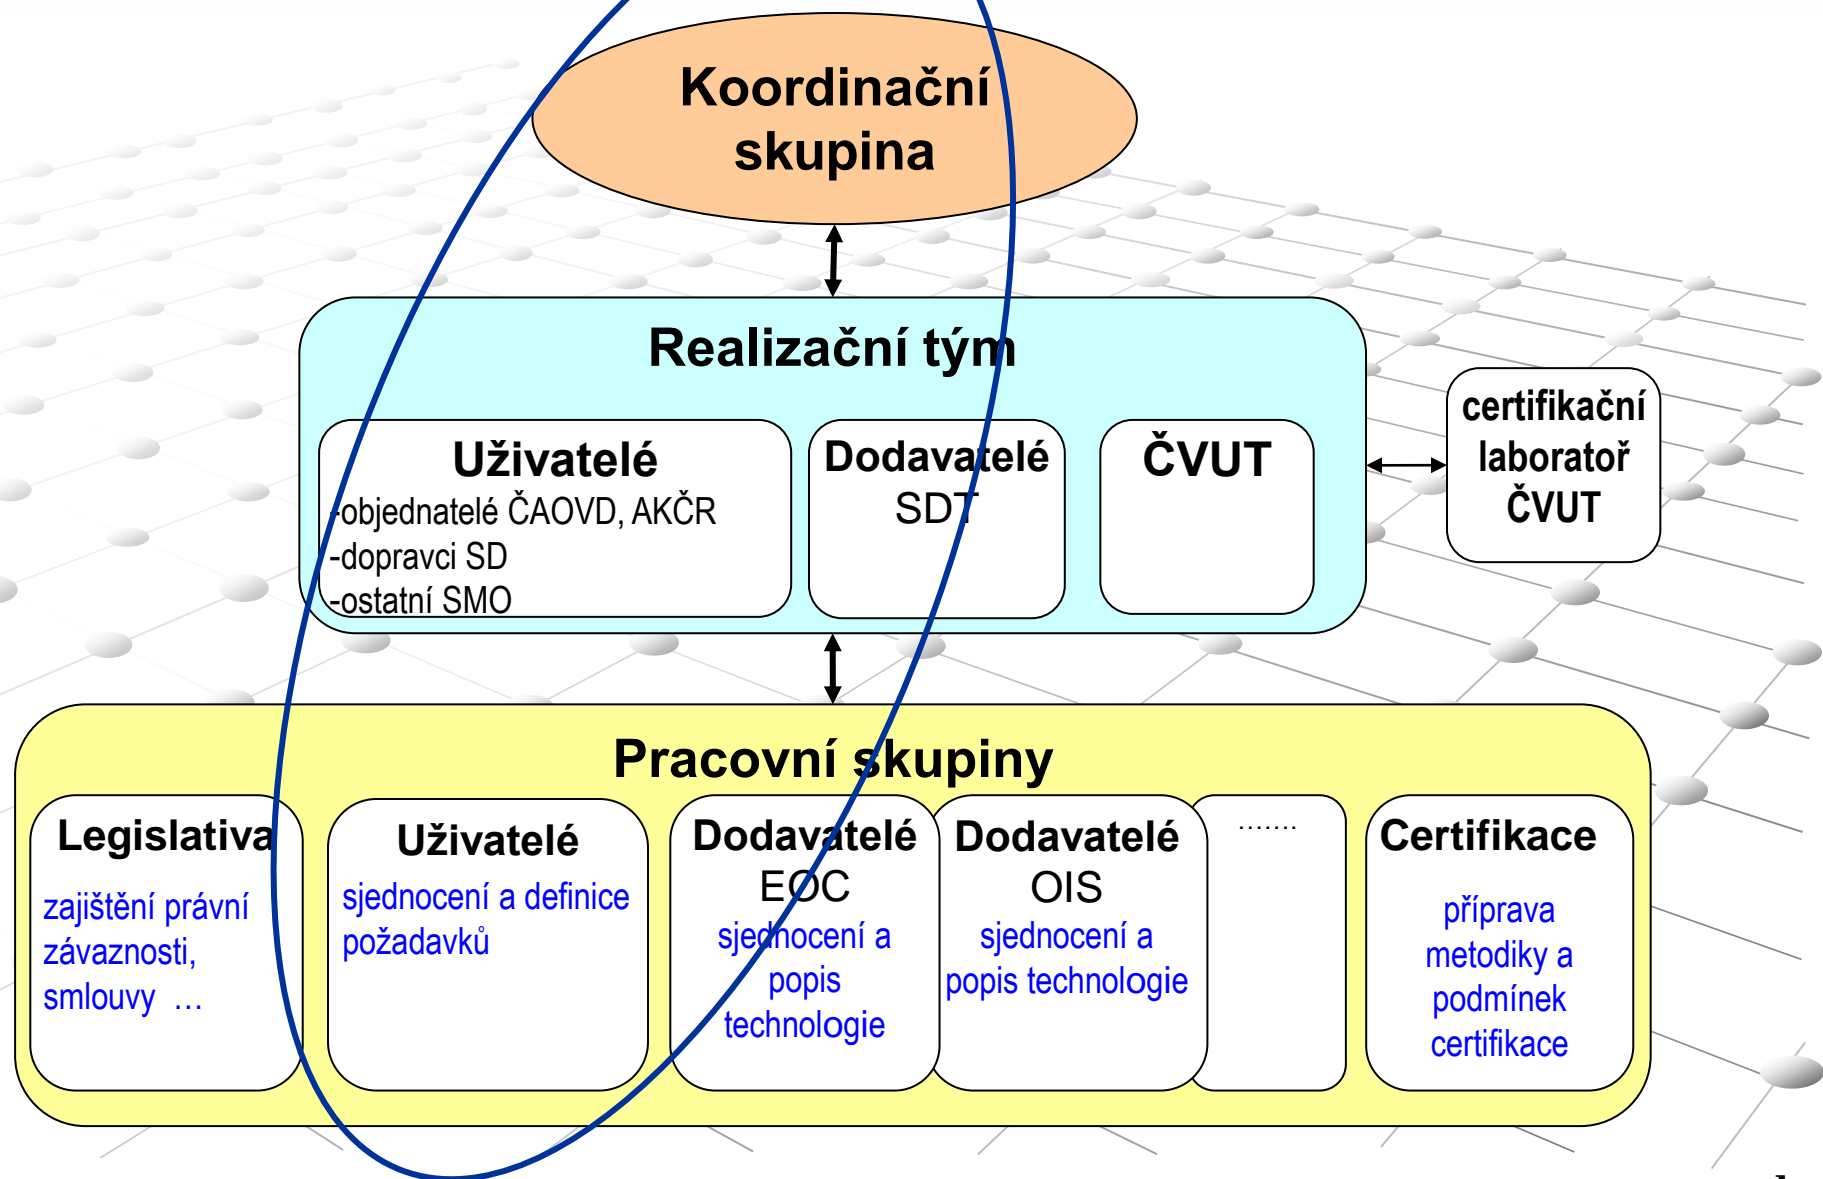 Koordinační
skupina
Realizační tým
Uživatelé
-objednatelé ČAOVD, AKČR
-dopravci SD
-ostatní SMO
Dodavatelé
SDT
ČVUT
certifikační
laboratoř
ČVUT
Pracovní skupiny
Legislativa
zajištění právní
závaznosti,
smlouvy …
Uživatelé
sjednocení a definice
požadavků
Dodavatelé
EOC
sjednocení a
popis
technologie
Dodavatelé
OIS
sjednocení a
popis technologie
.......
Certifikace
příprava
metodiky a
podmínek
certifikace